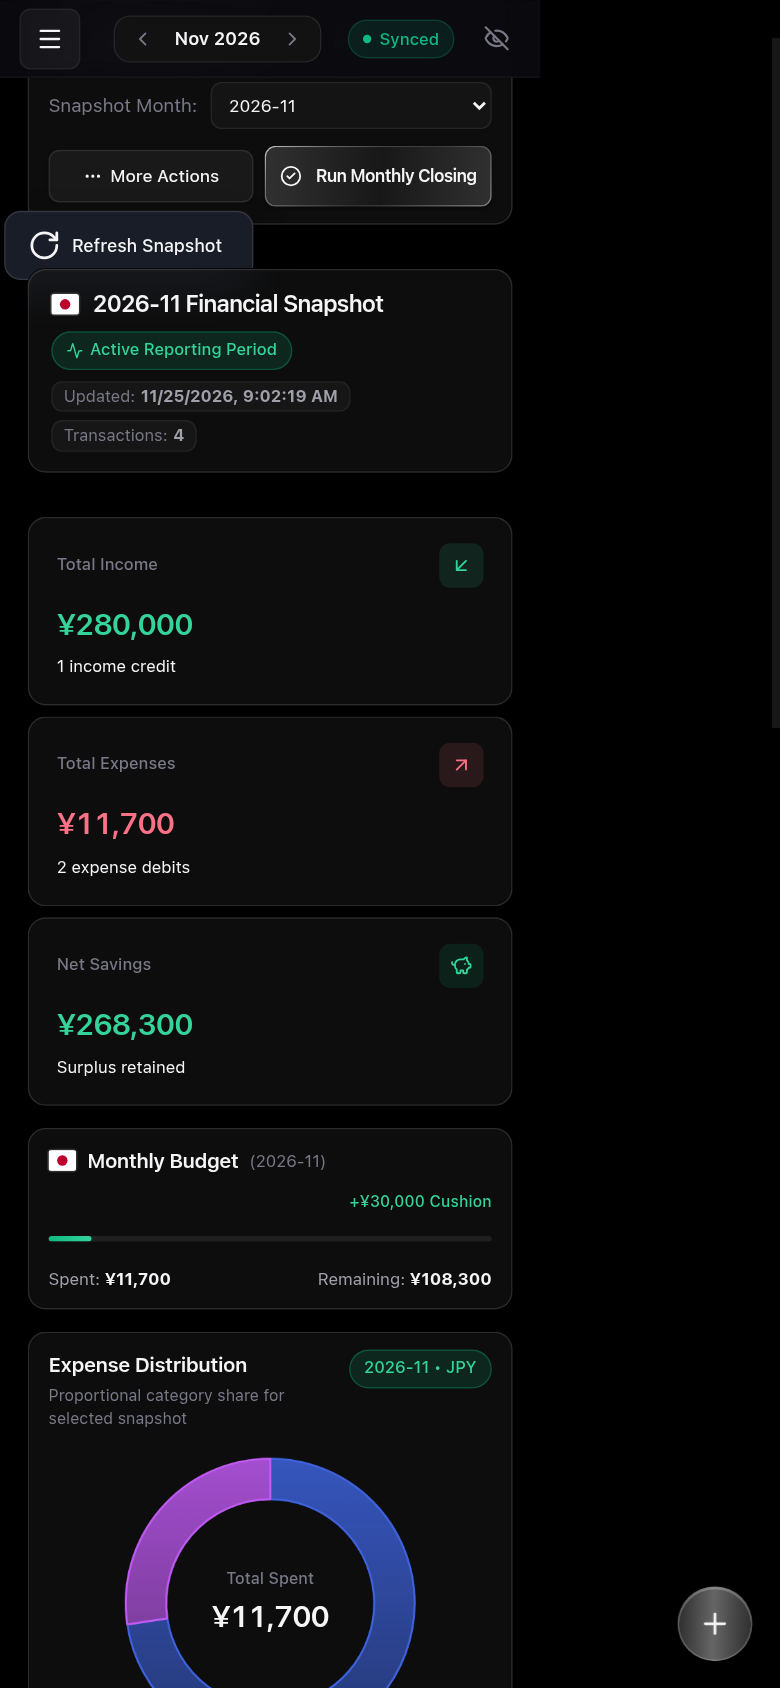 Nov 2026
Synced
Snapshot Month: 2026-11
More Actions
Run Monthly Closing
Refresh Snapshot
2026-11 Financial Snapshot
Active Reporting Period
Updated: 11/25/2026, 9:02:19 AM
Transactions: 4
Total Income
¥280,000
1 income credit
Total Expenses
¥11,700
2 expense debits
Net Savings
¥268,300
Surplus retained
Monthly Budget (2026-11)
+¥30,000 Cushion
Spent: ¥11,700 Remaining: ¥108,300
Expense Distribution
2026-11 • JPY
Proportional category share for
selected snapshot
Total Spent
¥11,700